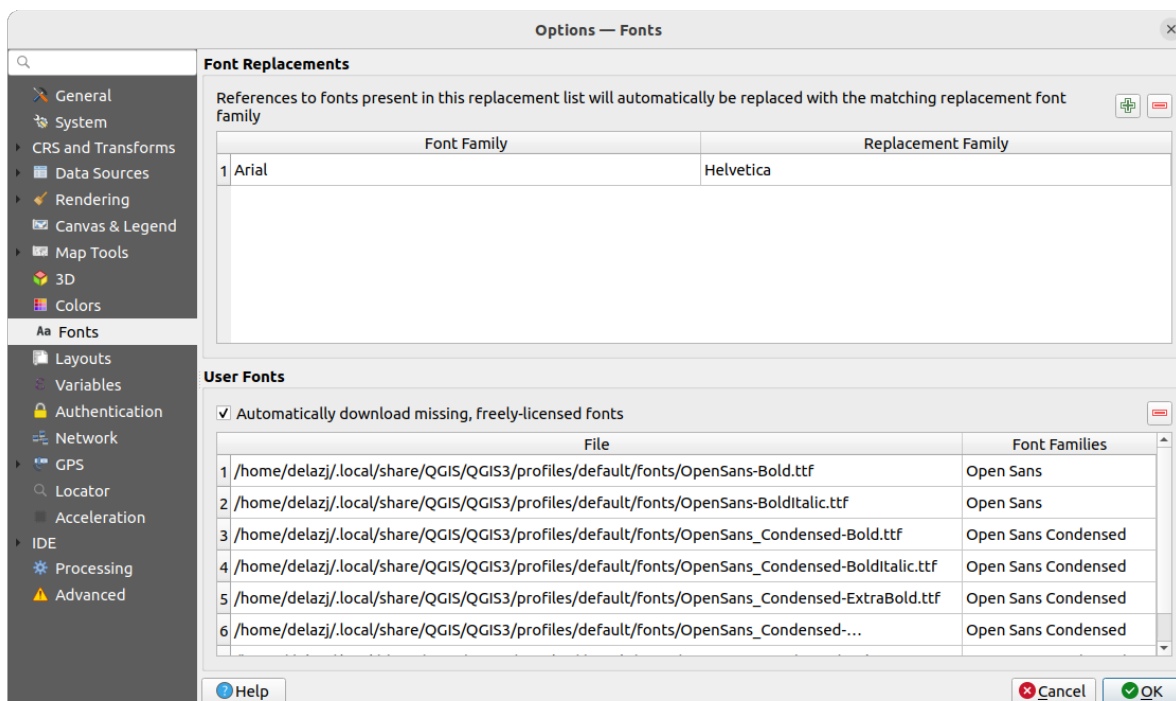 Options — Fonts
General
System
CRS and Transforms
Data Sources
Rendering
Canvas & Legend
Map Tools
3D
Colors
Aa Fonts
Layouts
Variables
Authentication
Network
GPS
Locator
Acceleration
IDE
Processing
Advanced
Font Replacements
References to fonts present in this replacement list will automatically be replaced with the matching replacement font
family
Font Family Replacement Family
1 Arial Helvetica
User Fonts
Automatically download missing, freely-licensed fonts
File Font Families
1 /home/delazj/.local/share/QGIS/QGIS3/profiles/default/fonts/OpenSans-Bold.ttf Open Sans
2 /home/delazj/.local/share/QGIS/QGIS3/profiles/default/fonts/OpenSans-BoldItalic.ttf Open Sans
3 /home/delazj/.local/share/QGIS/QGIS3/profiles/default/fonts/OpenSans_Condensed-Bold.ttf Open Sans Condensed
4 /home/delazj/.local/share/QGIS/QGIS3/profiles/default/fonts/OpenSans_Condensed-BoldItalic.ttf Open Sans Condensed
5 /home/delazj/.local/share/QGIS/QGIS3/profiles/default/fonts/OpenSans_Condensed-ExtraBold.ttf Open Sans Condensed
6 /home/delazj/.local/share/QGIS/QGIS3/profiles/default/fonts/OpenSans_Condensed-... Open Sans Condensed
Help Cancel OK